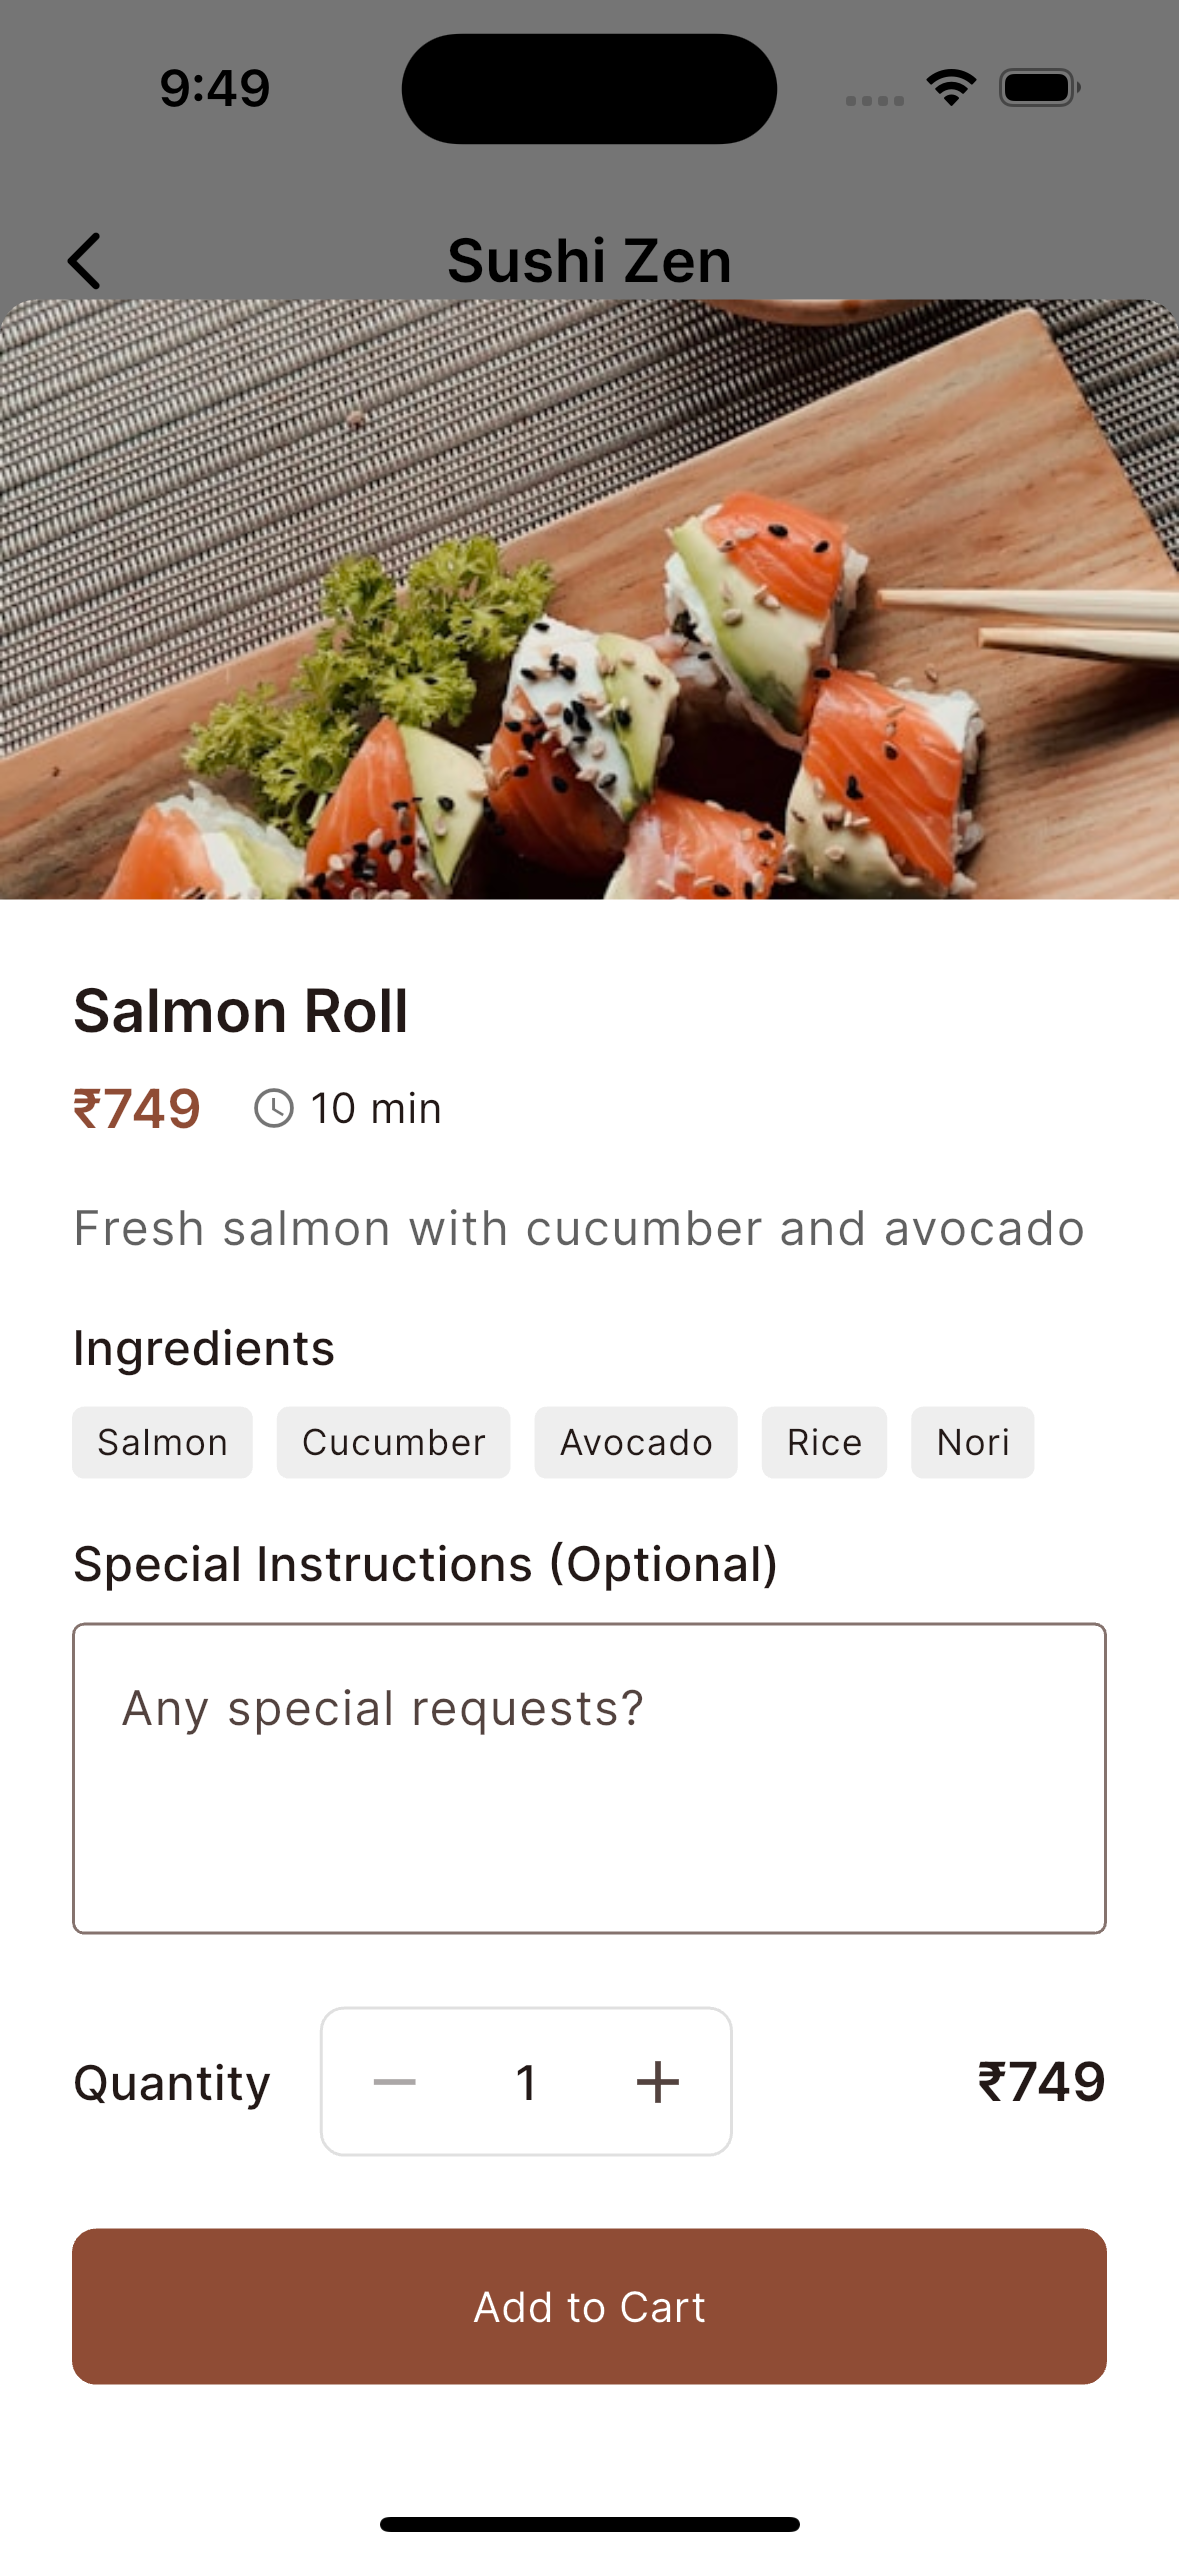 9:49
Sushi Zen
Salmon Roll
₹749 10 min
Fresh salmon with cucumber and avocado
Ingredients
Salmon Cucumber Avocado Rice Nori
Special Instructions (Optional)
Any special requests?
Quantity 1 ₹749
Add to Cart